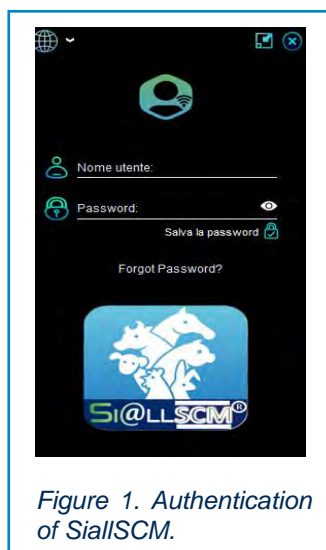 Nome utente:
Password:
Salva la password
Forgot Password?
Si@llSCM®
Figure 1. Authentication
of SiallSCM.